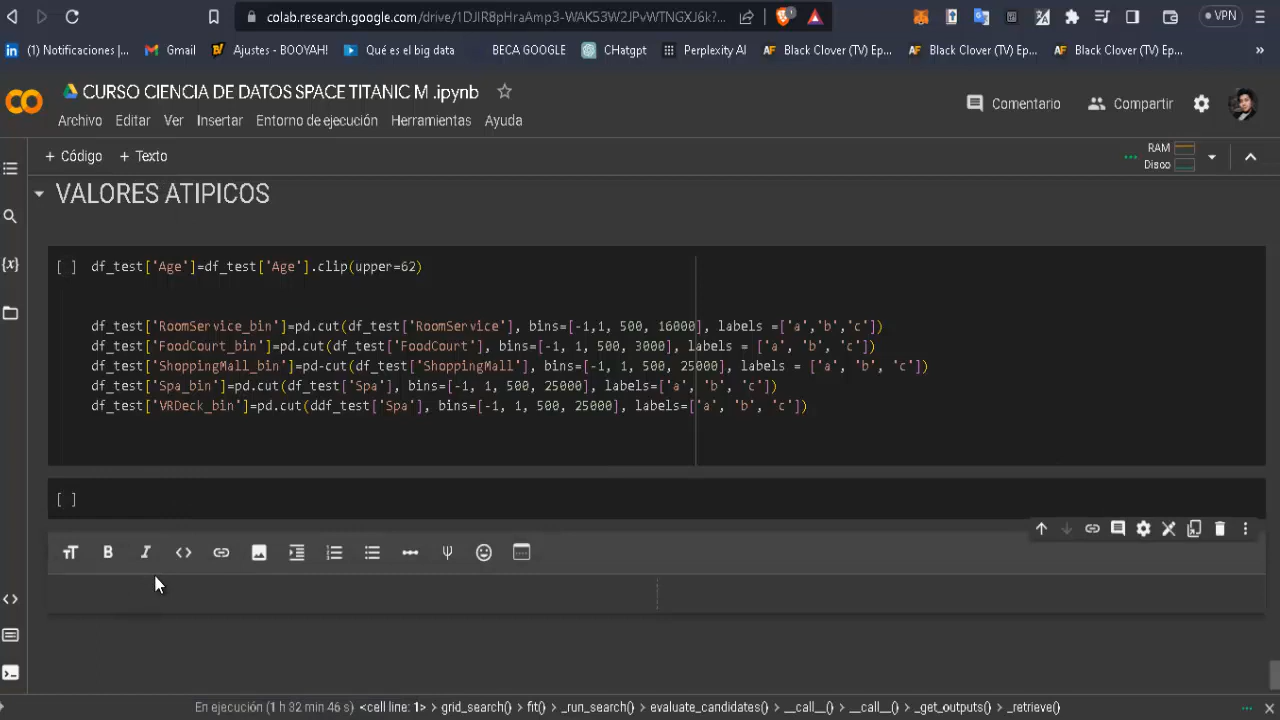 colab.research.google.com/drive/1DJIR8pHraAmp3-WAK53W2JPvWTNGXJ6k?...
VPN
(1) Notificaciones |...
Gmail
Ajustes - BOOYAH!
Qué es el big data
BECA GOOGLE
CHatgpt
Perplexity AI
Black Clover (TV) Ep...
Black Clover (TV) Ep...
Black Clover (TV) Ep...
»
CURSO CIENCIA DE DATOS SPACE TITANIC M .ipynb
Comentario
Compartir
Archivo Editar Ver Insertar Entorno de ejecución Herramientas Ayuda
+ Código + Texto
RAM
Disco
VALORES ATIPICOS
[ ] df_test['Age']=df_test['Age'].clip(upper=62)
df_test['RoomService_bin']=pd.cut(df_test['RoomService'], bins=[-1,1, 500, 16000], labels =['a','b','c'])
df_test['FoodCourt_bin']=pd.cut(df_test['FoodCourt'], bins=[-1, 1, 500, 3000], labels = ['a', 'b', 'c'])
df_test['ShoppingMall_bin']=pd-cut(df_test['ShoppingMall'], bins=[-1, 1, 500, 25000], labels = ['a', 'b', 'c'])
df_test['Spa_bin']=pd.cut(df_test['Spa'], bins=[-1, 1, 500, 25000], labels=['a', 'b', 'c'])
df_test['VRDeck_bin']=pd.cut(ddf_test['Spa'], bins=[-1, 1, 500, 25000], labels=['a', 'b', 'c'])
[ ]
En ejecución (1 h 32 min 46 s) <cell line: 1> > grid_search() > fit() > _run_search() > evaluate_candidates() > __call__() > __call__() > _get_outputs() > _retrieve()